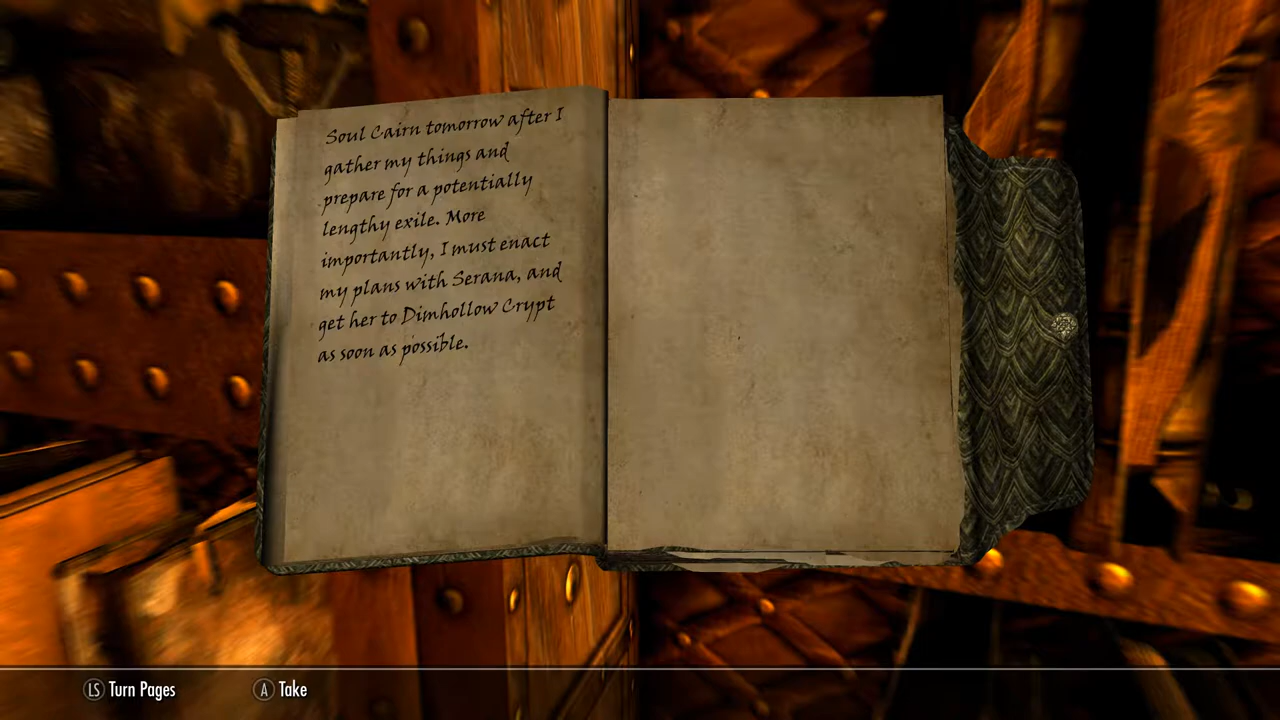 Soul Cairn tomorrow after I
gather my things and
prepare for a potentially
lengthy exile. More
importantly, I must enact
my plans with Serana, and
get her to Dimhollow Crypt
as soon as possible.
LS Turn Pages
A Take